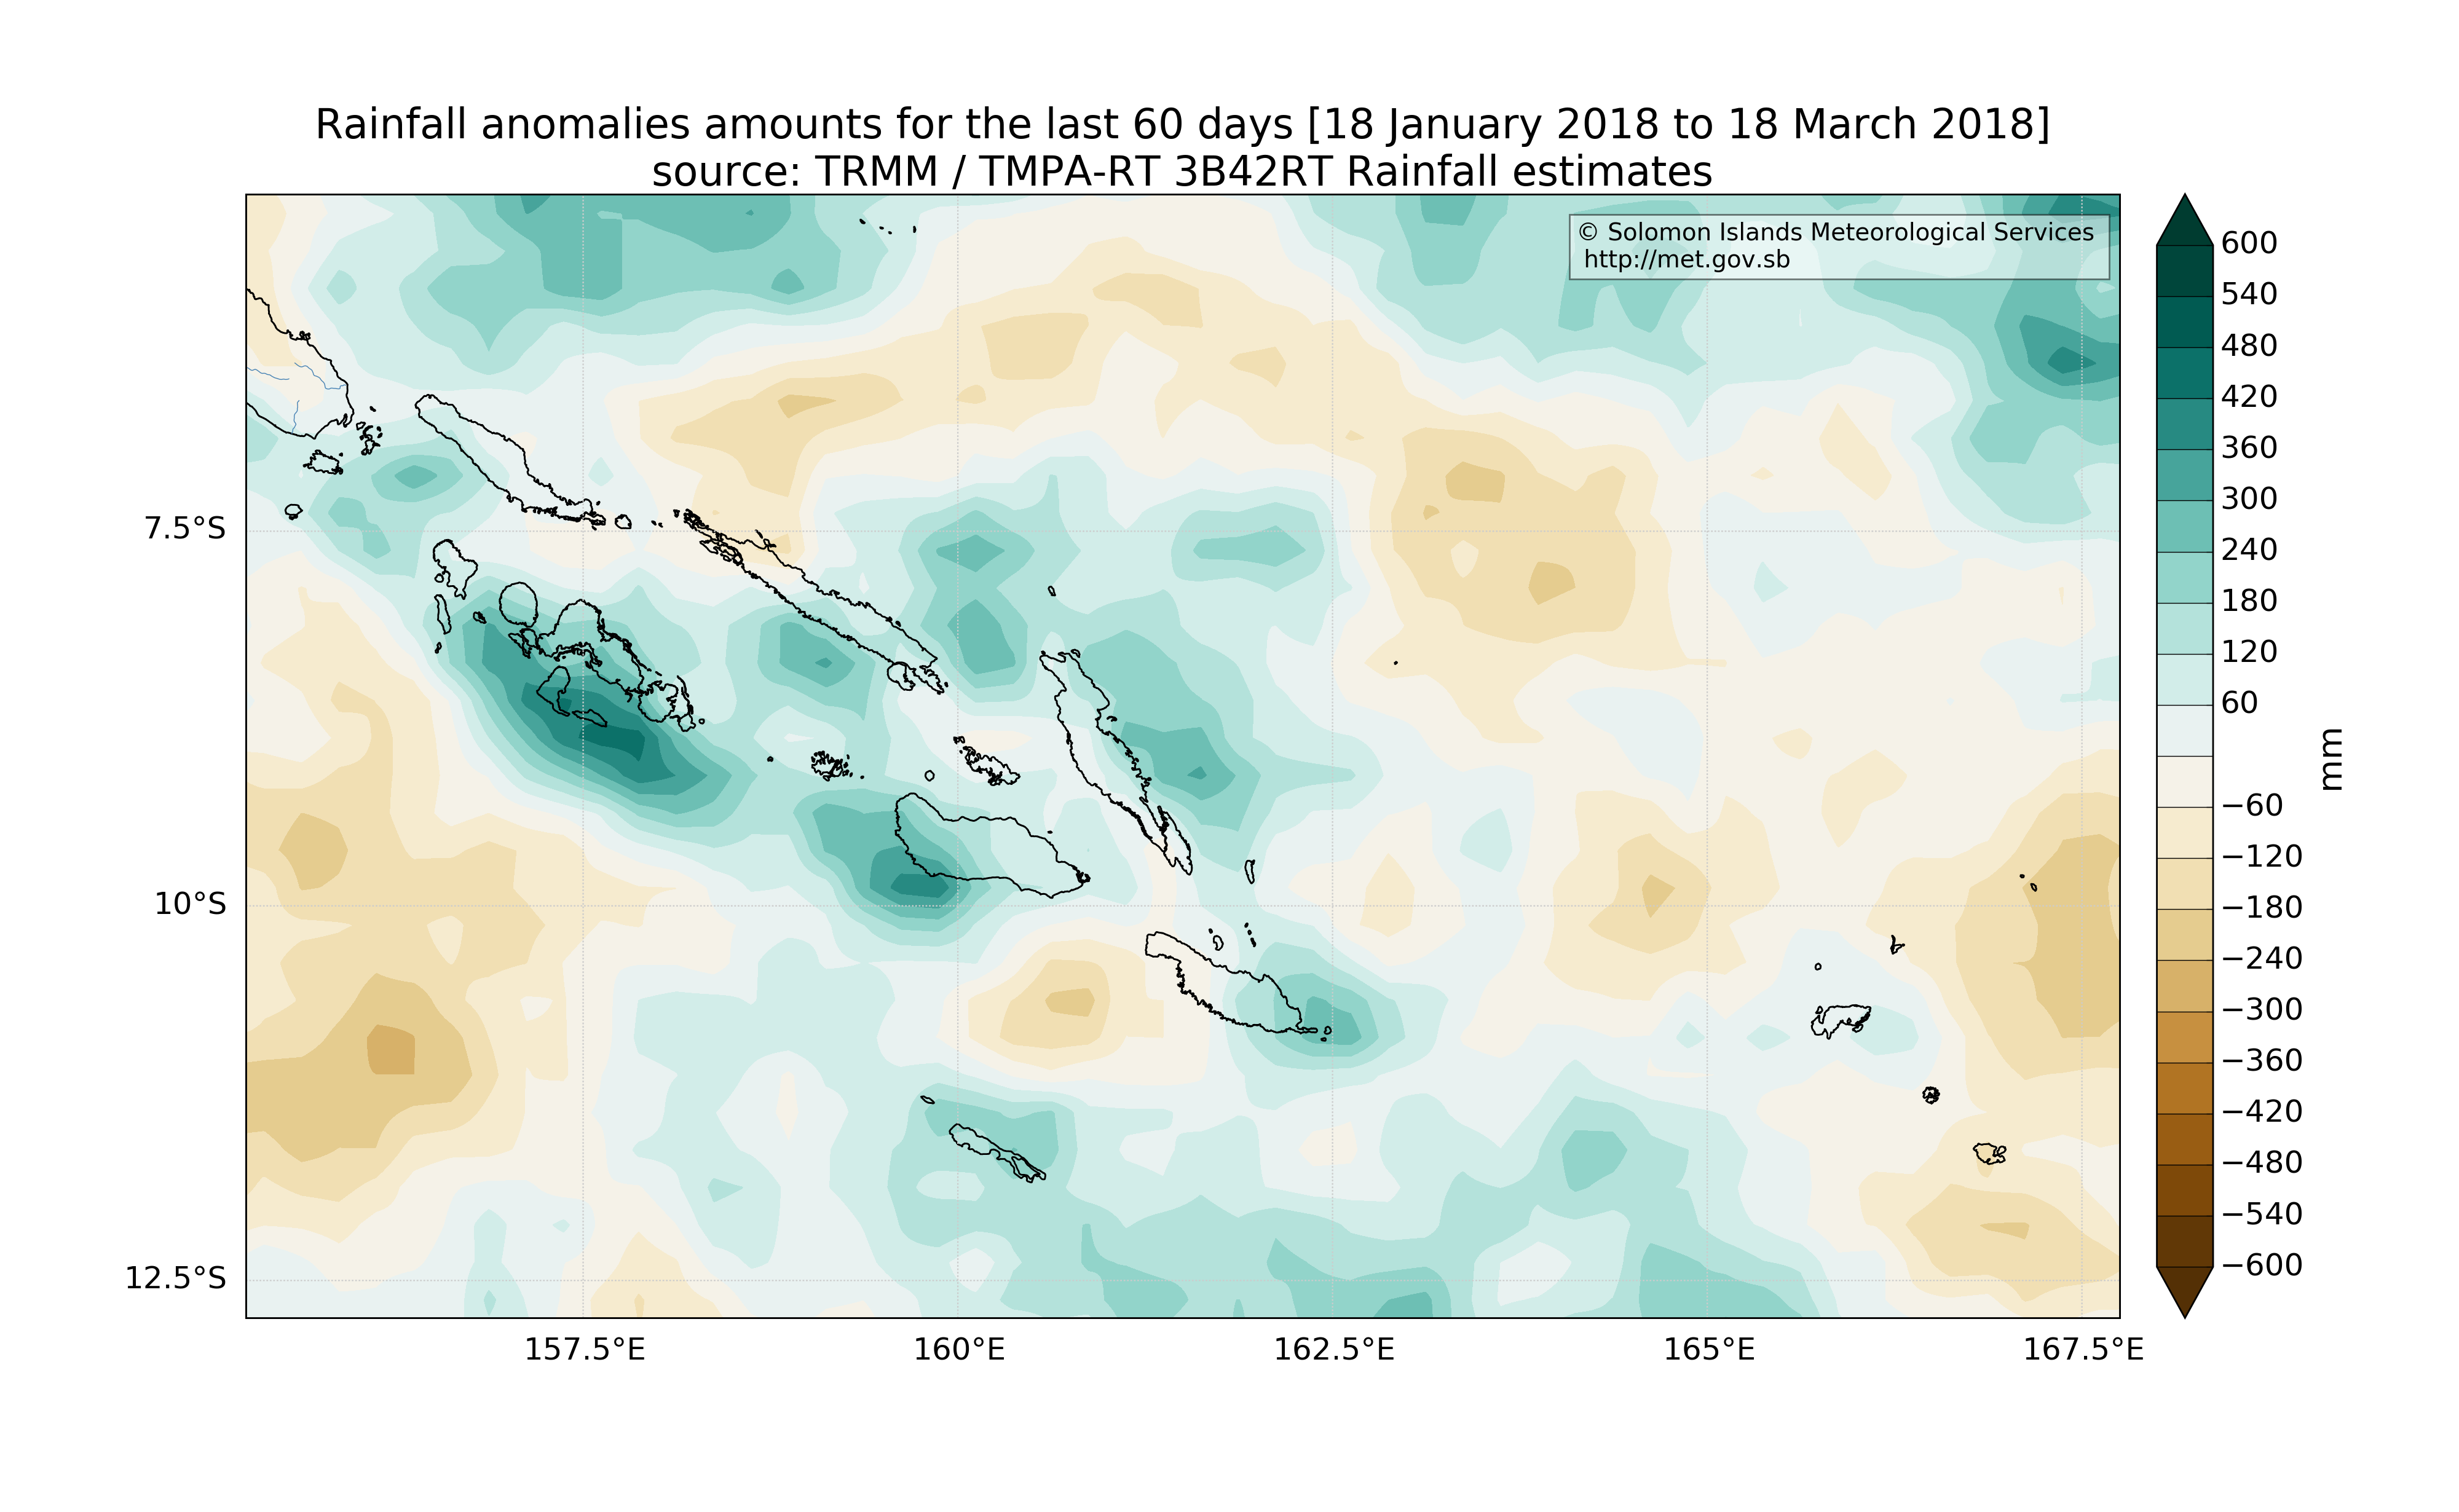 Rainfall anomalies amounts for the last 60 days [18 January 2018 to 18 March 2018]
source: TRMM / TMPA-RT 3B42RT Rainfall estimates
© Solomon Islands Meteorological Services
http://met.gov.sb
7.5°S
10°S
12.5°S
157.5°E
160°E
162.5°E
165°E
167.5°E
600
540
480
420
360
300
240
180
120
60
−60
−120
−180
−240
−300
−360
−420
−480
−540
−600
mm